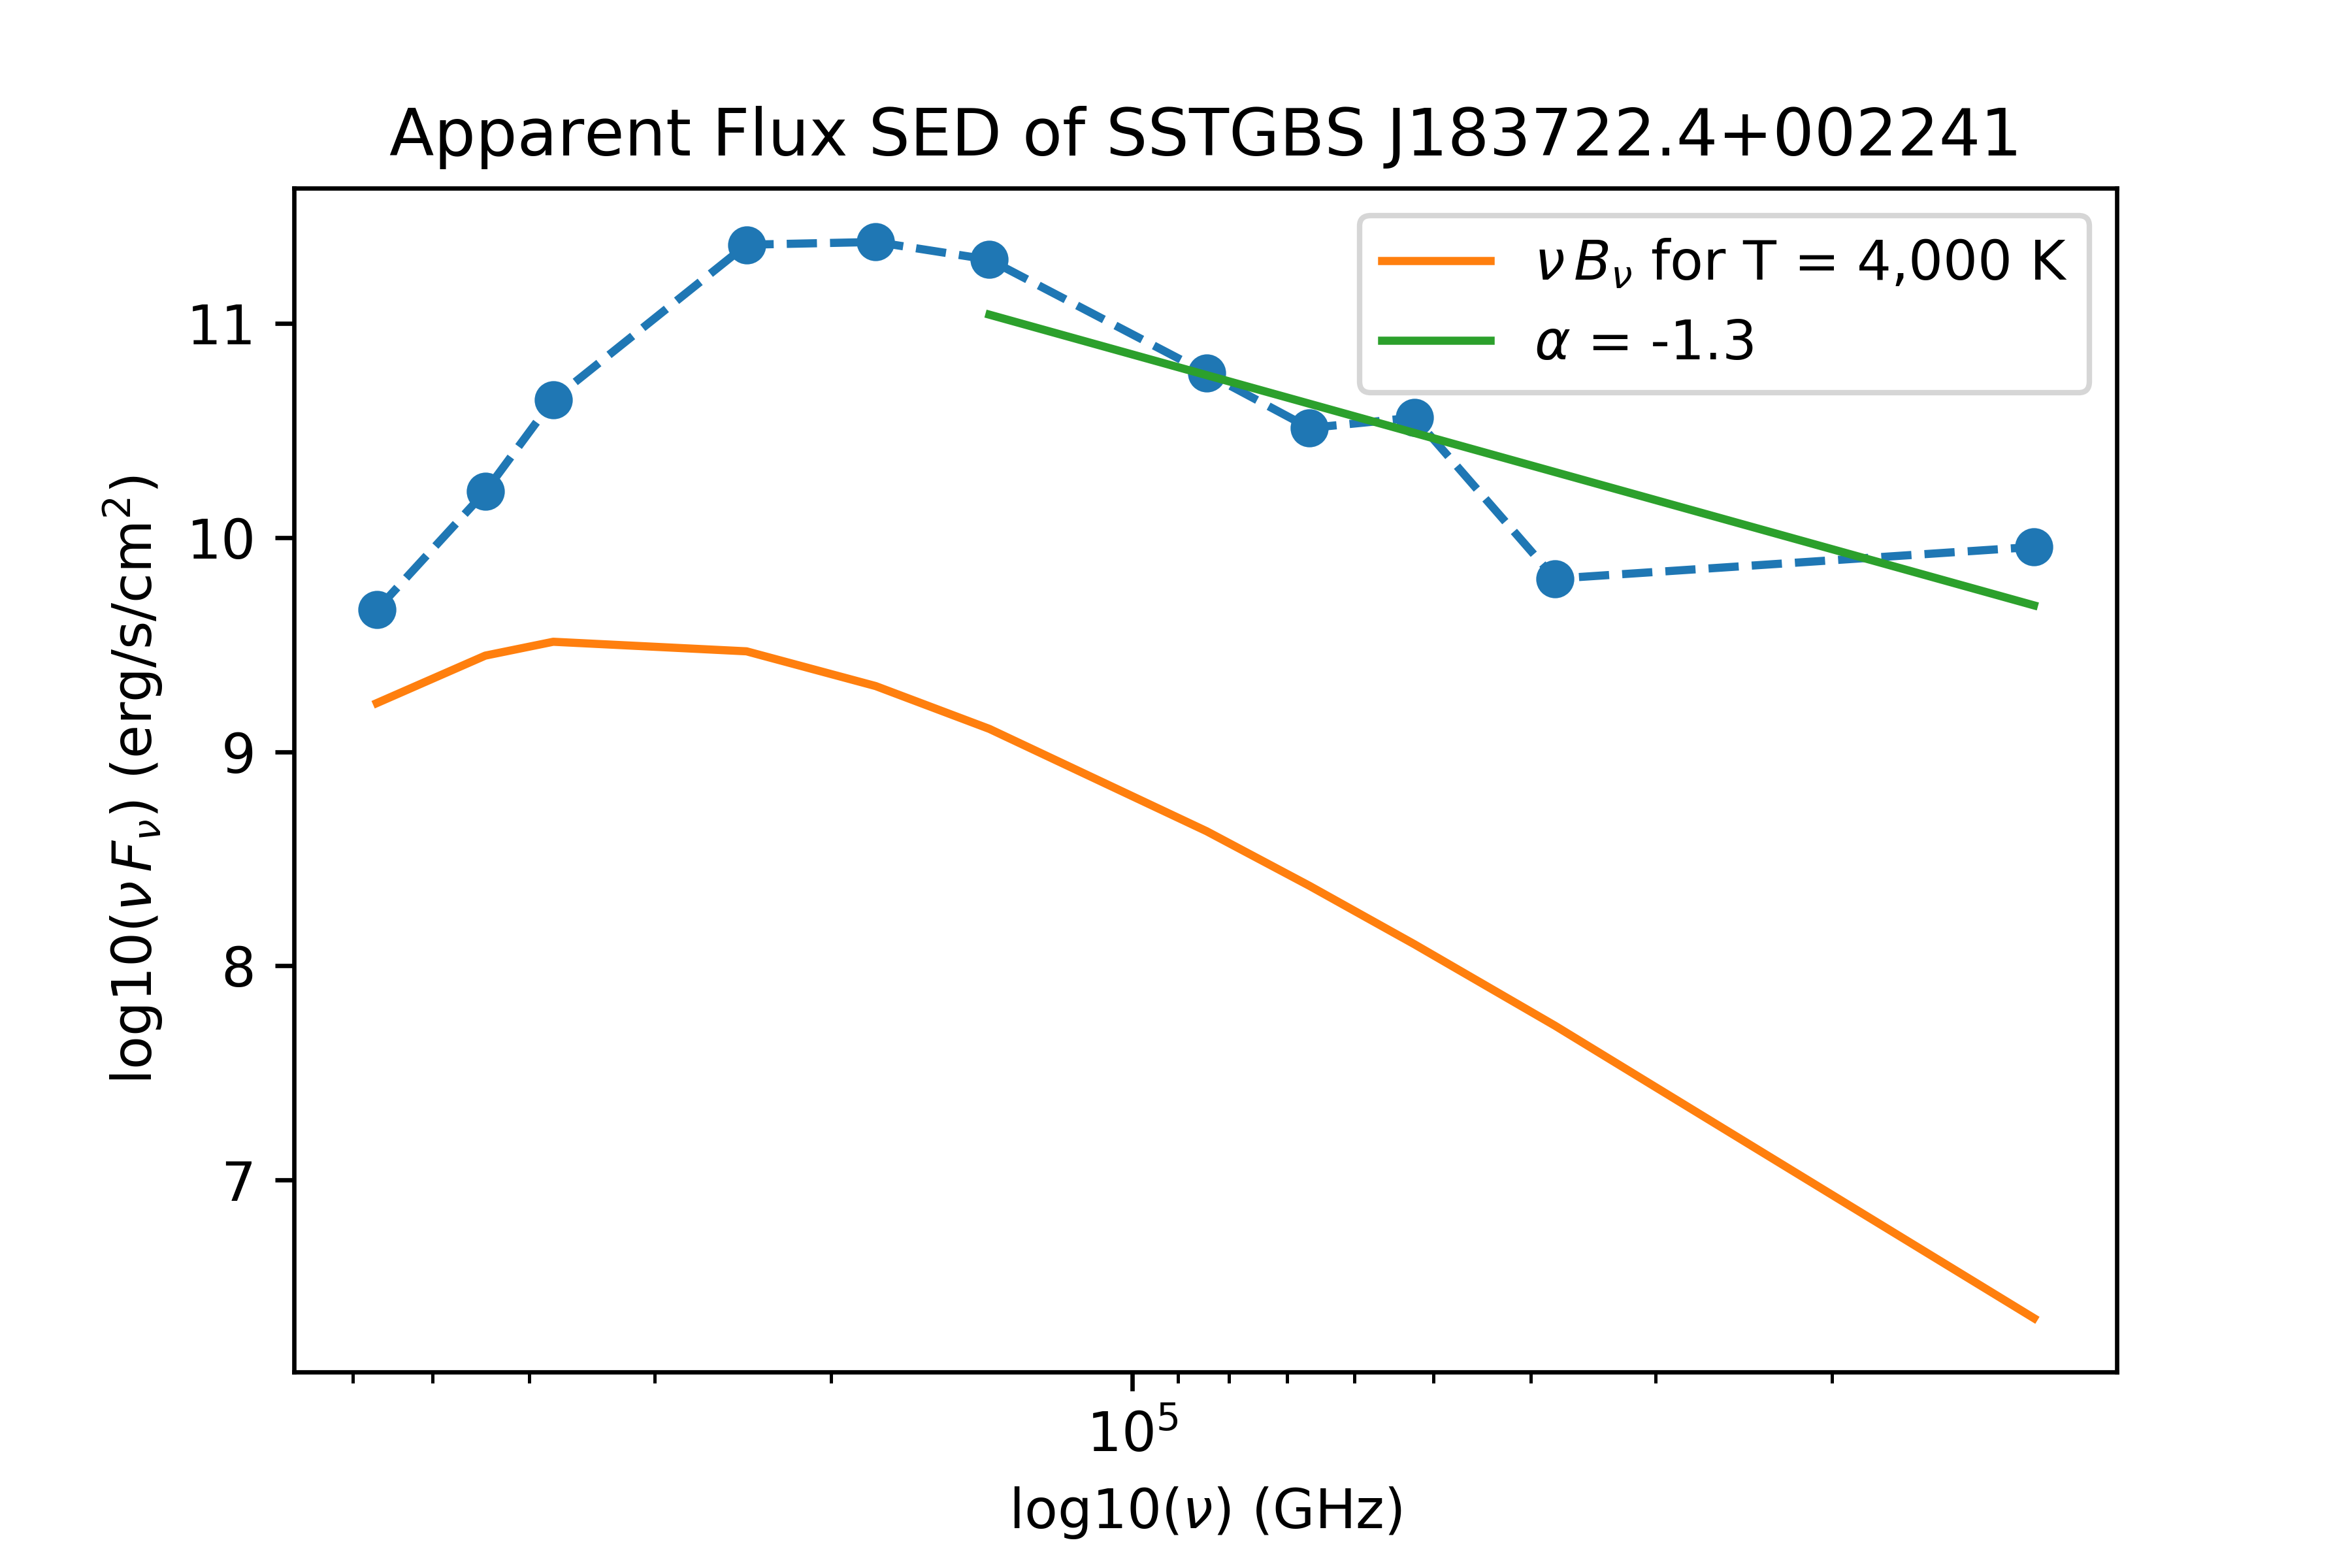 Apparent Flux SED of SSTGBS J183722.4+002241
νBν for T = 4,000 K
α = -1.3
log10(νFν) (erg/s/cm²)
11
10
9
8
7
10⁵
log10(ν) (GHz)